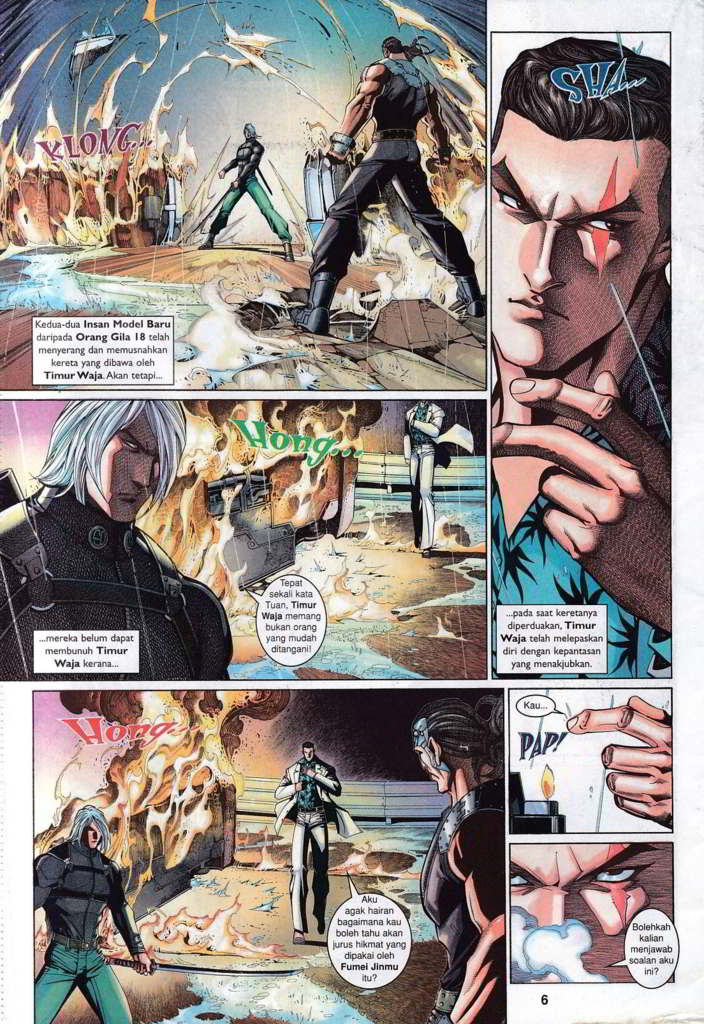 KLONG...
Kedua-dua Insan Model Baru
daripada Orang Gila 18 telah
menyerang dan memusnahkan
kereta yang dibawa oleh
Timur Waja. Akan tetapi...
SHA...
...pada saat keretanya
diperduakan, Timur
Waja telah melepaskan
diri dengan kepantasan
yang menakjubkan.
Hong...
...mereka belum dapat
membunuh Timur
Waja kerana...
Tepat
sekali kata
Tuan, Timur
Waja memang
bukan orang
yang mudah
ditangani!
Hong...
Aku
agak hairan
bagaimana kau
boleh tahu akan
jurus hikmat yang
dipakai oleh
Fumei Jinmu
itu?
Kau...
PAP!
Bolehkah
kalian
menjawab
soalan aku
ini?
6